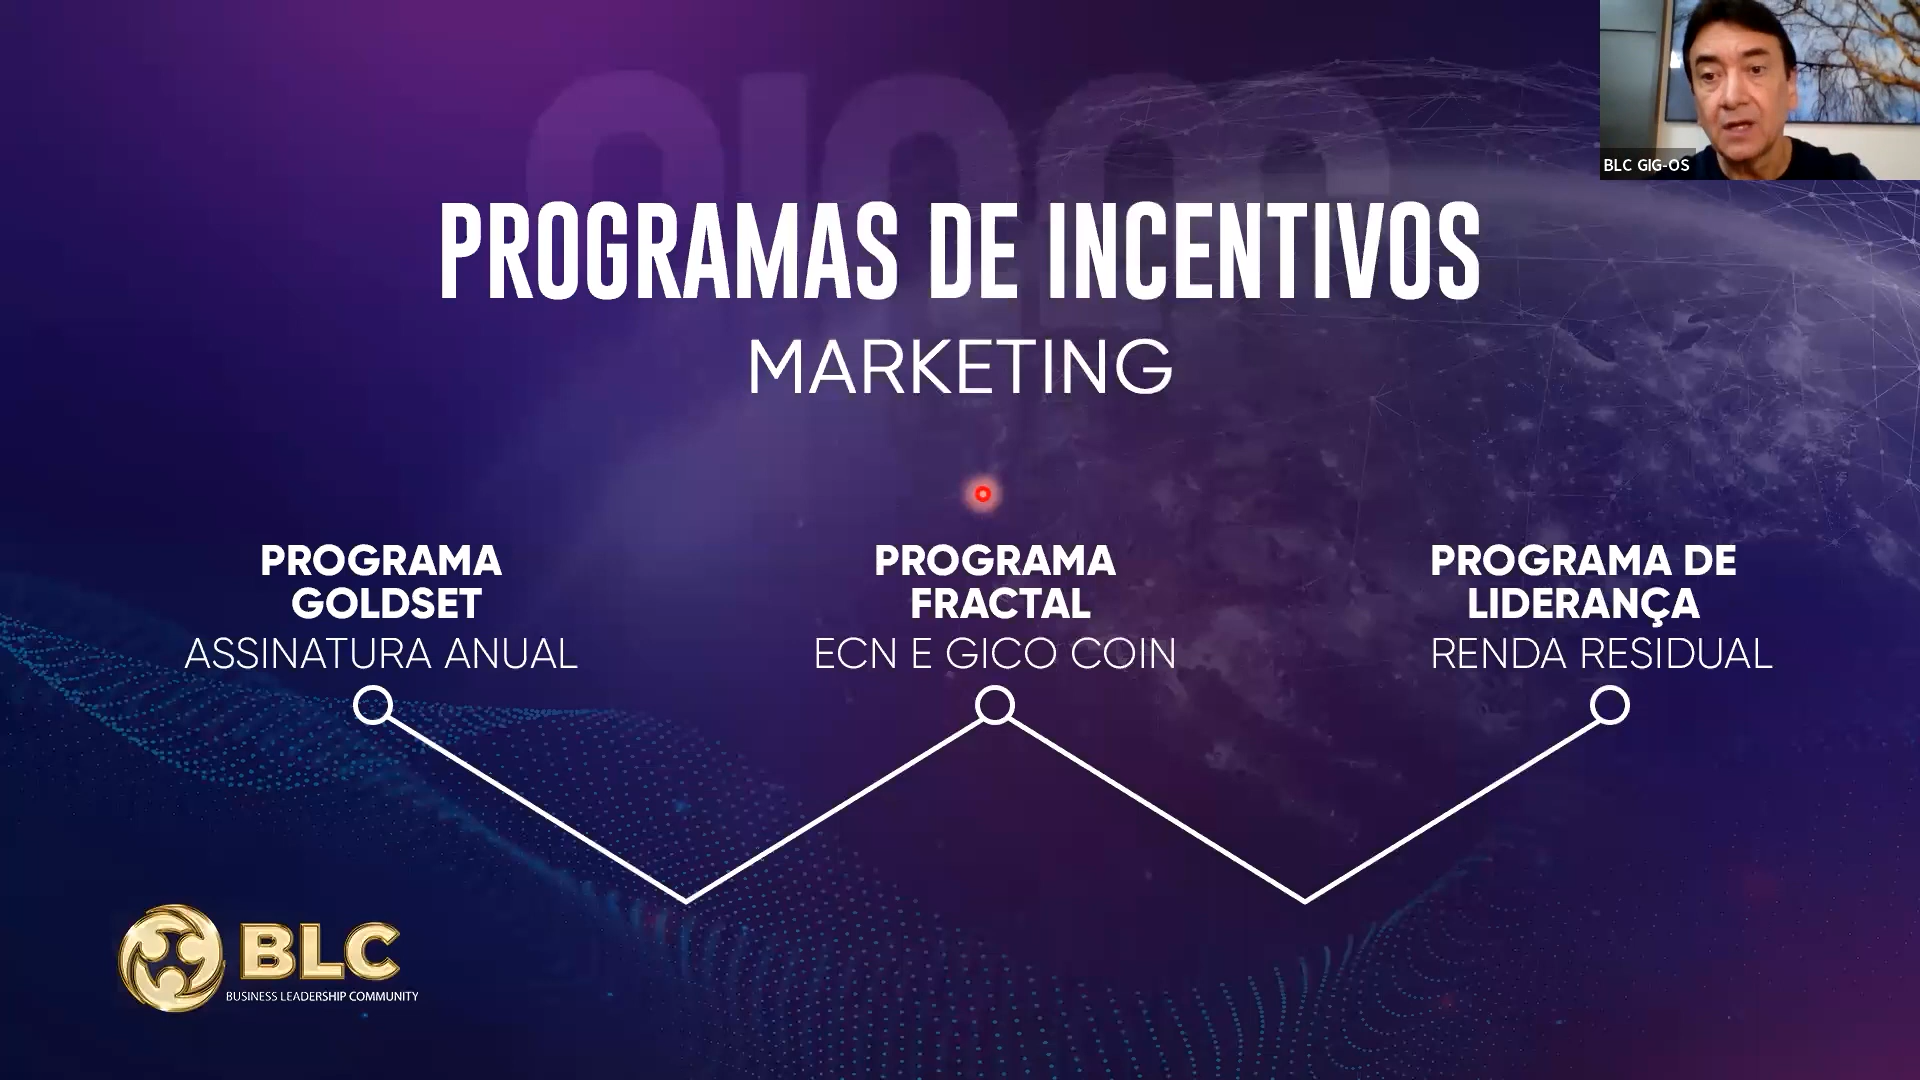 BLC GIG-OS
PROGRAMAS DE INCENTIVOS
MARKETING
PROGRAMA
GOLDSET
ASSINATURA ANUAL
PROGRAMA
FRACTAL
ECN E GICO COIN
PROGRAMA DE
LIDERANÇA
RENDA RESIDUAL
BLC
BUSINESS LEADERSHIP COMMUNITY